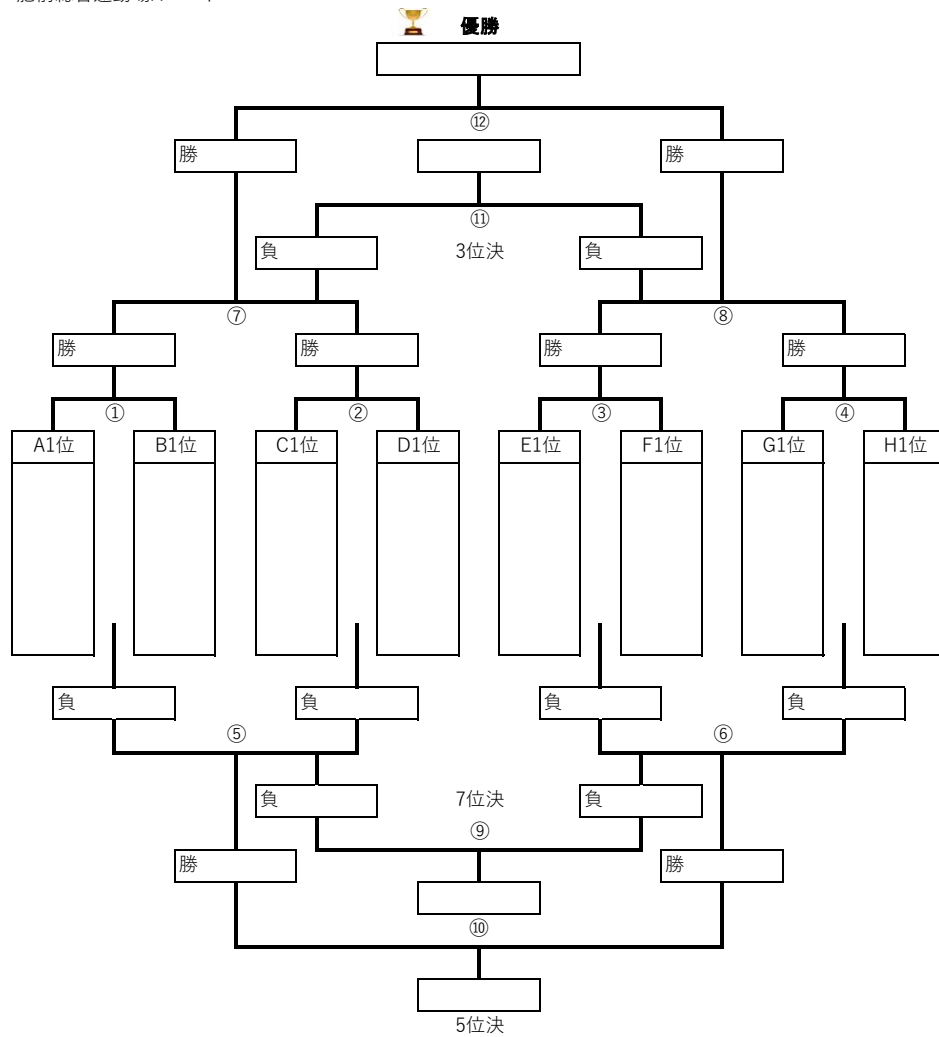 優勝
⑫
勝 勝
⑪
負 3位決 負
⑦ ⑧
勝 勝 勝 勝
① ② ③ ④
A1位 B1位 C1位 D1位 E1位 F1位 G1位 H1位
負 負 負 負
⑤ ⑥
負 7位決 負
⑨
勝 勝
⑩
5位決